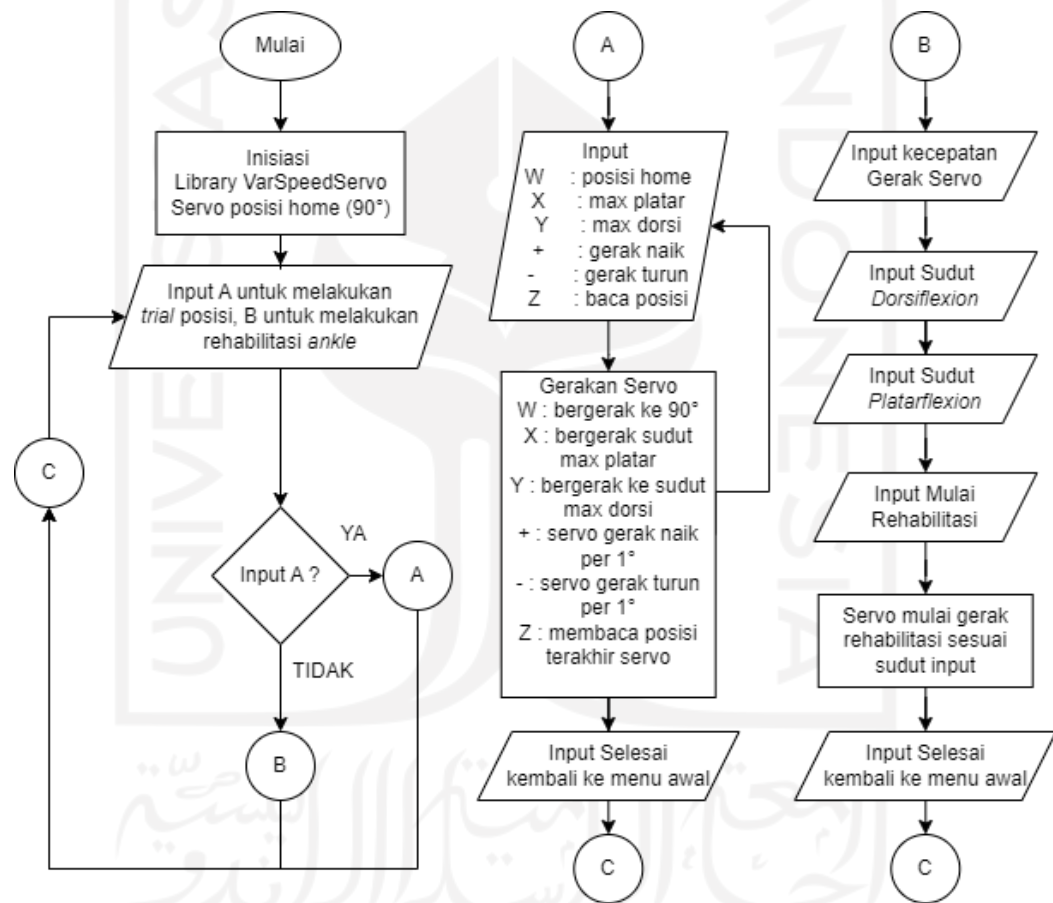 Mulai
Inisiasi
Library VarSpeedServo
Servo posisi home (90°)
Input A untuk melakukan
trial posisi, B untuk melakukan
rehabilitasi ankle
C
Input A ?
YA
A
TIDAK
B
A
Input
W : posisi home
X : max platar
Y : max dorsi
+ : gerak naik
- : gerak turun
Z : baca posisi
Gerakan Servo
W : bergerak ke 90°
X : bergerak sudut
max platar
Y : bergerak ke sudut
max dorsi
+ : servo gerak naik
per 1°
- : servo gerak turun
per 1°
Z : membaca posisi
terakhir servo
Input Selesai
kembali ke menu awal
C
B
Input kecepatan
Gerak Servo
Input Sudut
Dorsiflexion
Input Sudut
Platarflexion
Input Mulai
Rehabilitasi
Servo mulai gerak
rehabilitasi sesuai
sudut input
Input Selesai
kembali ke menu awal
C
UNIVERSITAS
INDONESIA